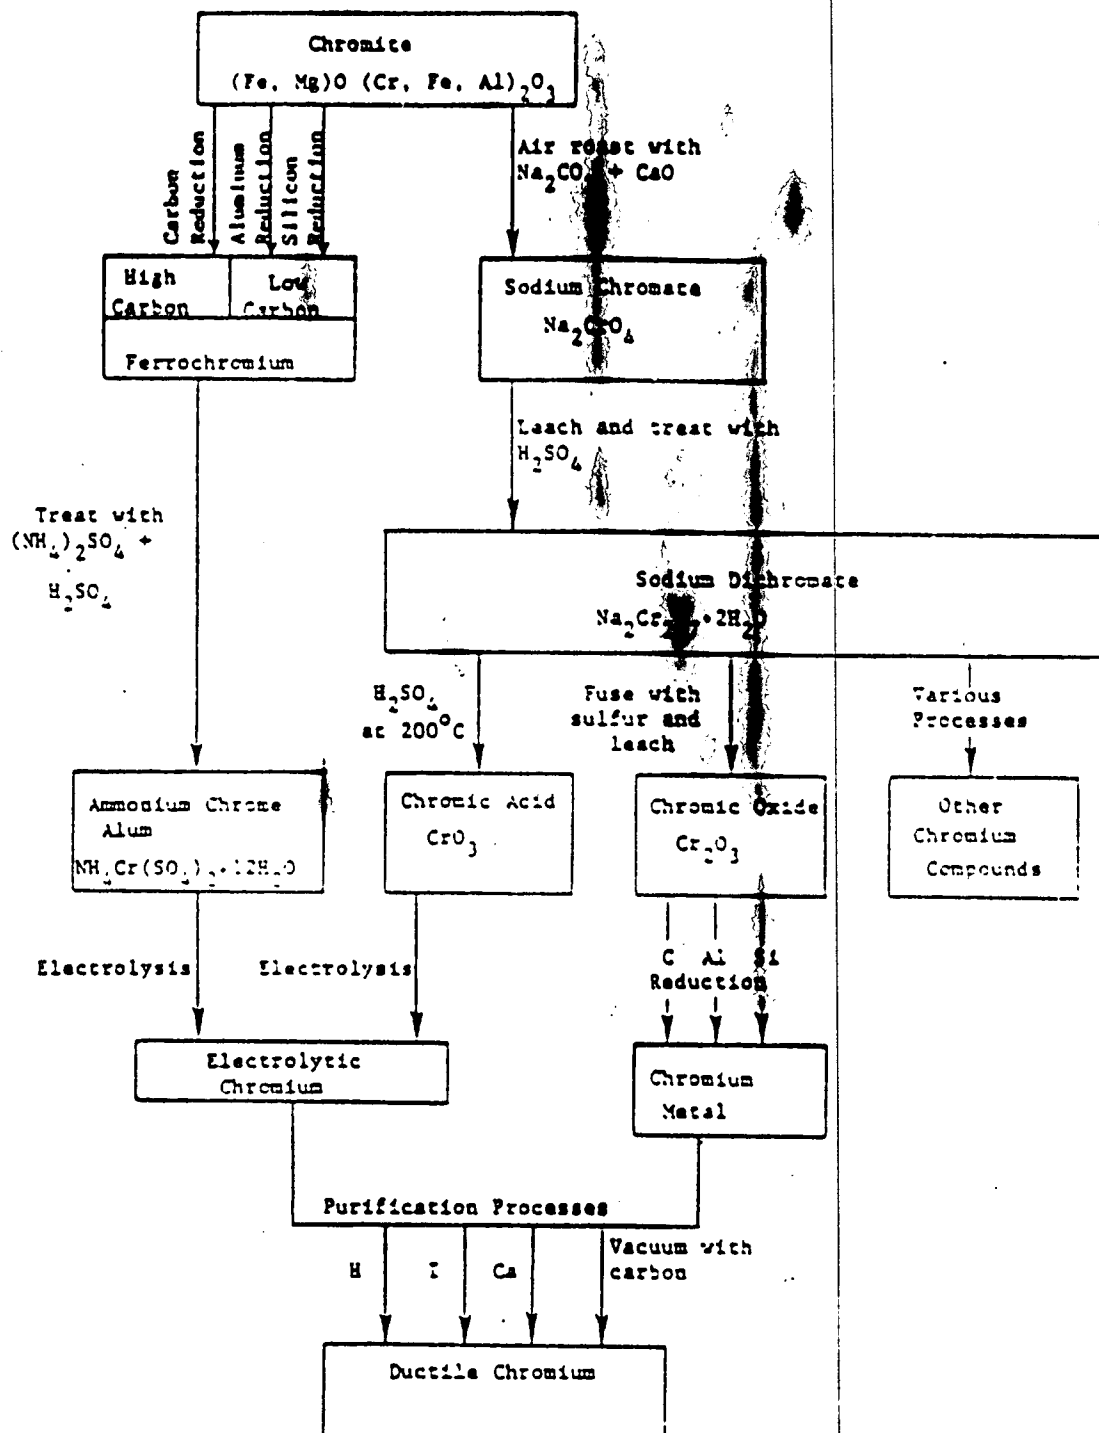 Chromite
(Fe, Mg)O (Cr, Fe, Al)₂O₃
Carbon
Reduction
Aluminum
Reduction
Silicon
Reduction
Air roast with
Na₂CO₃ + CaO
High
Carbon
Low
Carbon
Ferrochromium
Sodium Chromate
Na₂CrO₄
Leach and treat with
H₂SO₄
Treat with
(NH₄)₂SO₄ +
H₂SO₄
Sodium Dichromate
·2H₂O
H₂SO₄
at 200°C
Fuse with
sulfur and
leach
Various
Processes
Ammonium Chrome
Alum
NH₄Cr(SO₄)₂·12H₂O
Chromic Acid
CrO₃
Chromic Oxide
Cr₂O₃
Other
Chromium
Compounds
Electrolysis
Electrolysis
C Al Si
Reduction
Electrolytic
Chromium
Chromium
Metal
Purification Processes
H I Ca
Vacuum with
carbon
Ductile Chromium